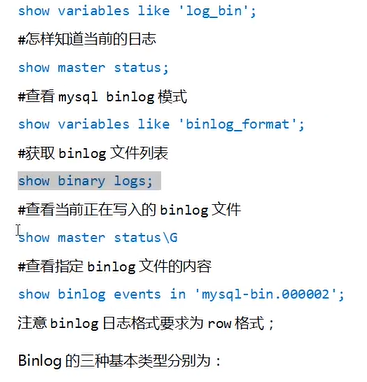 show variables like 'log_bin';
#怎样知道当前的日志
show master status;
#查看 mysql binlog 模式
show variables like 'binlog_format';
#获取 binlog 文件列表
show binary logs;
#查看当前正在写入的 binlog 文件
show master status\G
#查看指定 binlog 文件的内容
show binlog events in 'mysql-bin.000002';
注意 binlog 日志格式要求为 row 格式；
Binlog 的三种基本类型分别为：